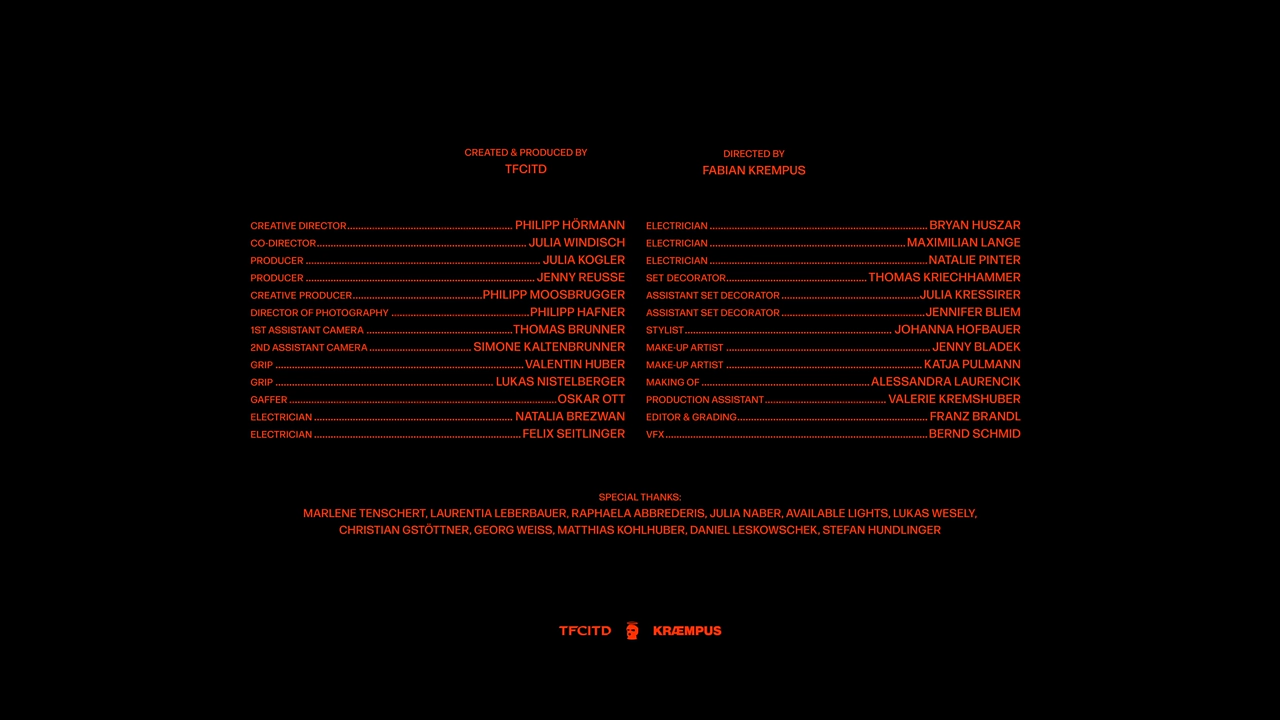 CREATED & PRODUCED BY
TFCITD
DIRECTED BY
FABIAN KREMPUS
CREATIVE DIRECTOR PHILIPP HÖRMANN
CO-DIRECTOR JULIA WINDISCH
PRODUCER JULIA KOGLER
PRODUCER JENNY REUSSE
CREATIVE PRODUCER PHILIPP MOOSBRUGGER
DIRECTOR OF PHOTOGRAPHY PHILIPP HAFNER
1ST ASSISTANT CAMERA THOMAS BRUNNER
2ND ASSISTANT CAMERA SIMONE KALTENBRUNNER
GRIP VALENTIN HUBER
GRIP LUKAS NISTELBERGER
GAFFER OSKAR OTT
ELECTRICIAN NATALIA BREZWAN
ELECTRICIAN FELIX SEITLINGER
ELECTRICIAN BRYAN HUSZAR
ELECTRICIAN MAXIMILIAN LANGE
ELECTRICIAN NATALIE PINTER
SET DECORATOR THOMAS KRIECHHAMMER
ASSISTANT SET DECORATOR JULIA KRESSIRER
ASSISTANT SET DECORATOR JENNIFER BLIEM
STYLIST JOHANNA HOFBAUER
MAKE-UP ARTIST JENNY BLADEK
MAKE-UP ARTIST KATJA PULMANN
MAKING OF ALESSANDRA LAURENCIK
PRODUCTION ASSISTANT VALERIE KREMSHUBER
EDITOR & GRADING FRANZ BRANDL
VFX BERND SCHMID
SPECIAL THANKS:
MARLENE TENSCHERT, LAURENTIA LEBERBAUER, RAPHAELA ABBREDERIS, JULIA NABER, AVAILABLE LIGHTS, LUKAS WESELY,
CHRISTIAN GSTÖTTNER, GEORG WEISS, MATTHIAS KOHLHUBER, DANIEL LESKOWSCHEK, STEFAN HUNDLINGER
TFCITD KRÆMPUS